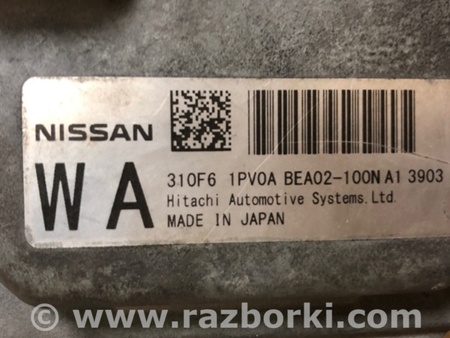 NISSAN
WA
310F6 1PV0A BEA02-100N A1 3903
Hitachi Automotive Systems.Ltd.
MADE IN JAPAN
© www.razborki.com